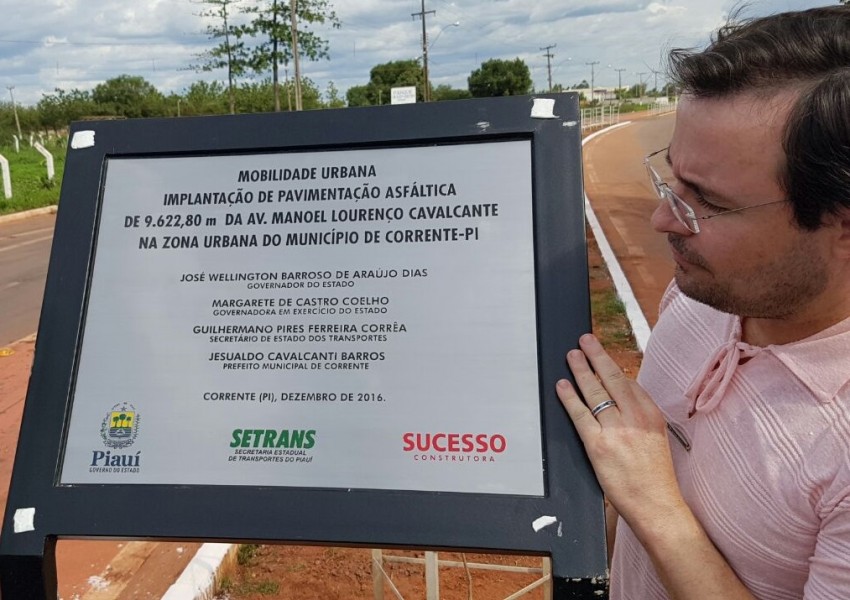 MOBILIDADE URBANA
IMPLANTAÇÃO DE PAVIMENTAÇÃO ASFÁLTICA
DE 9.622,80 m DA AV. MANOEL LOURENÇO CAVALCANTE
NA ZONA URBANA DO MUNICÍPIO DE CORRENTE-PI
JOSÉ WELLINGTON BARROSO DE ARAÚJO DIAS
GOVERNADOR DO ESTADO
MARGARETE DE CASTRO COELHO
GOVERNADORA EM EXERCÍCIO DO ESTADO
GUILHERMANO PIRES FERREIRA CORRÊA
SECRETÁRIO DE ESTADO DOS TRANSPORTES
JESUALDO CAVALCANTI BARROS
PREFEITO MUNICIPAL DE CORRENTE
CORRENTE (PI), DEZEMBRO DE 2016.
Piauí
GOVERNO DO ESTADO
SETRANS
SECRETARIA ESTADUAL
DE TRANSPORTES DO PIAUÍ
SUCESSO
CONSTRUTORA